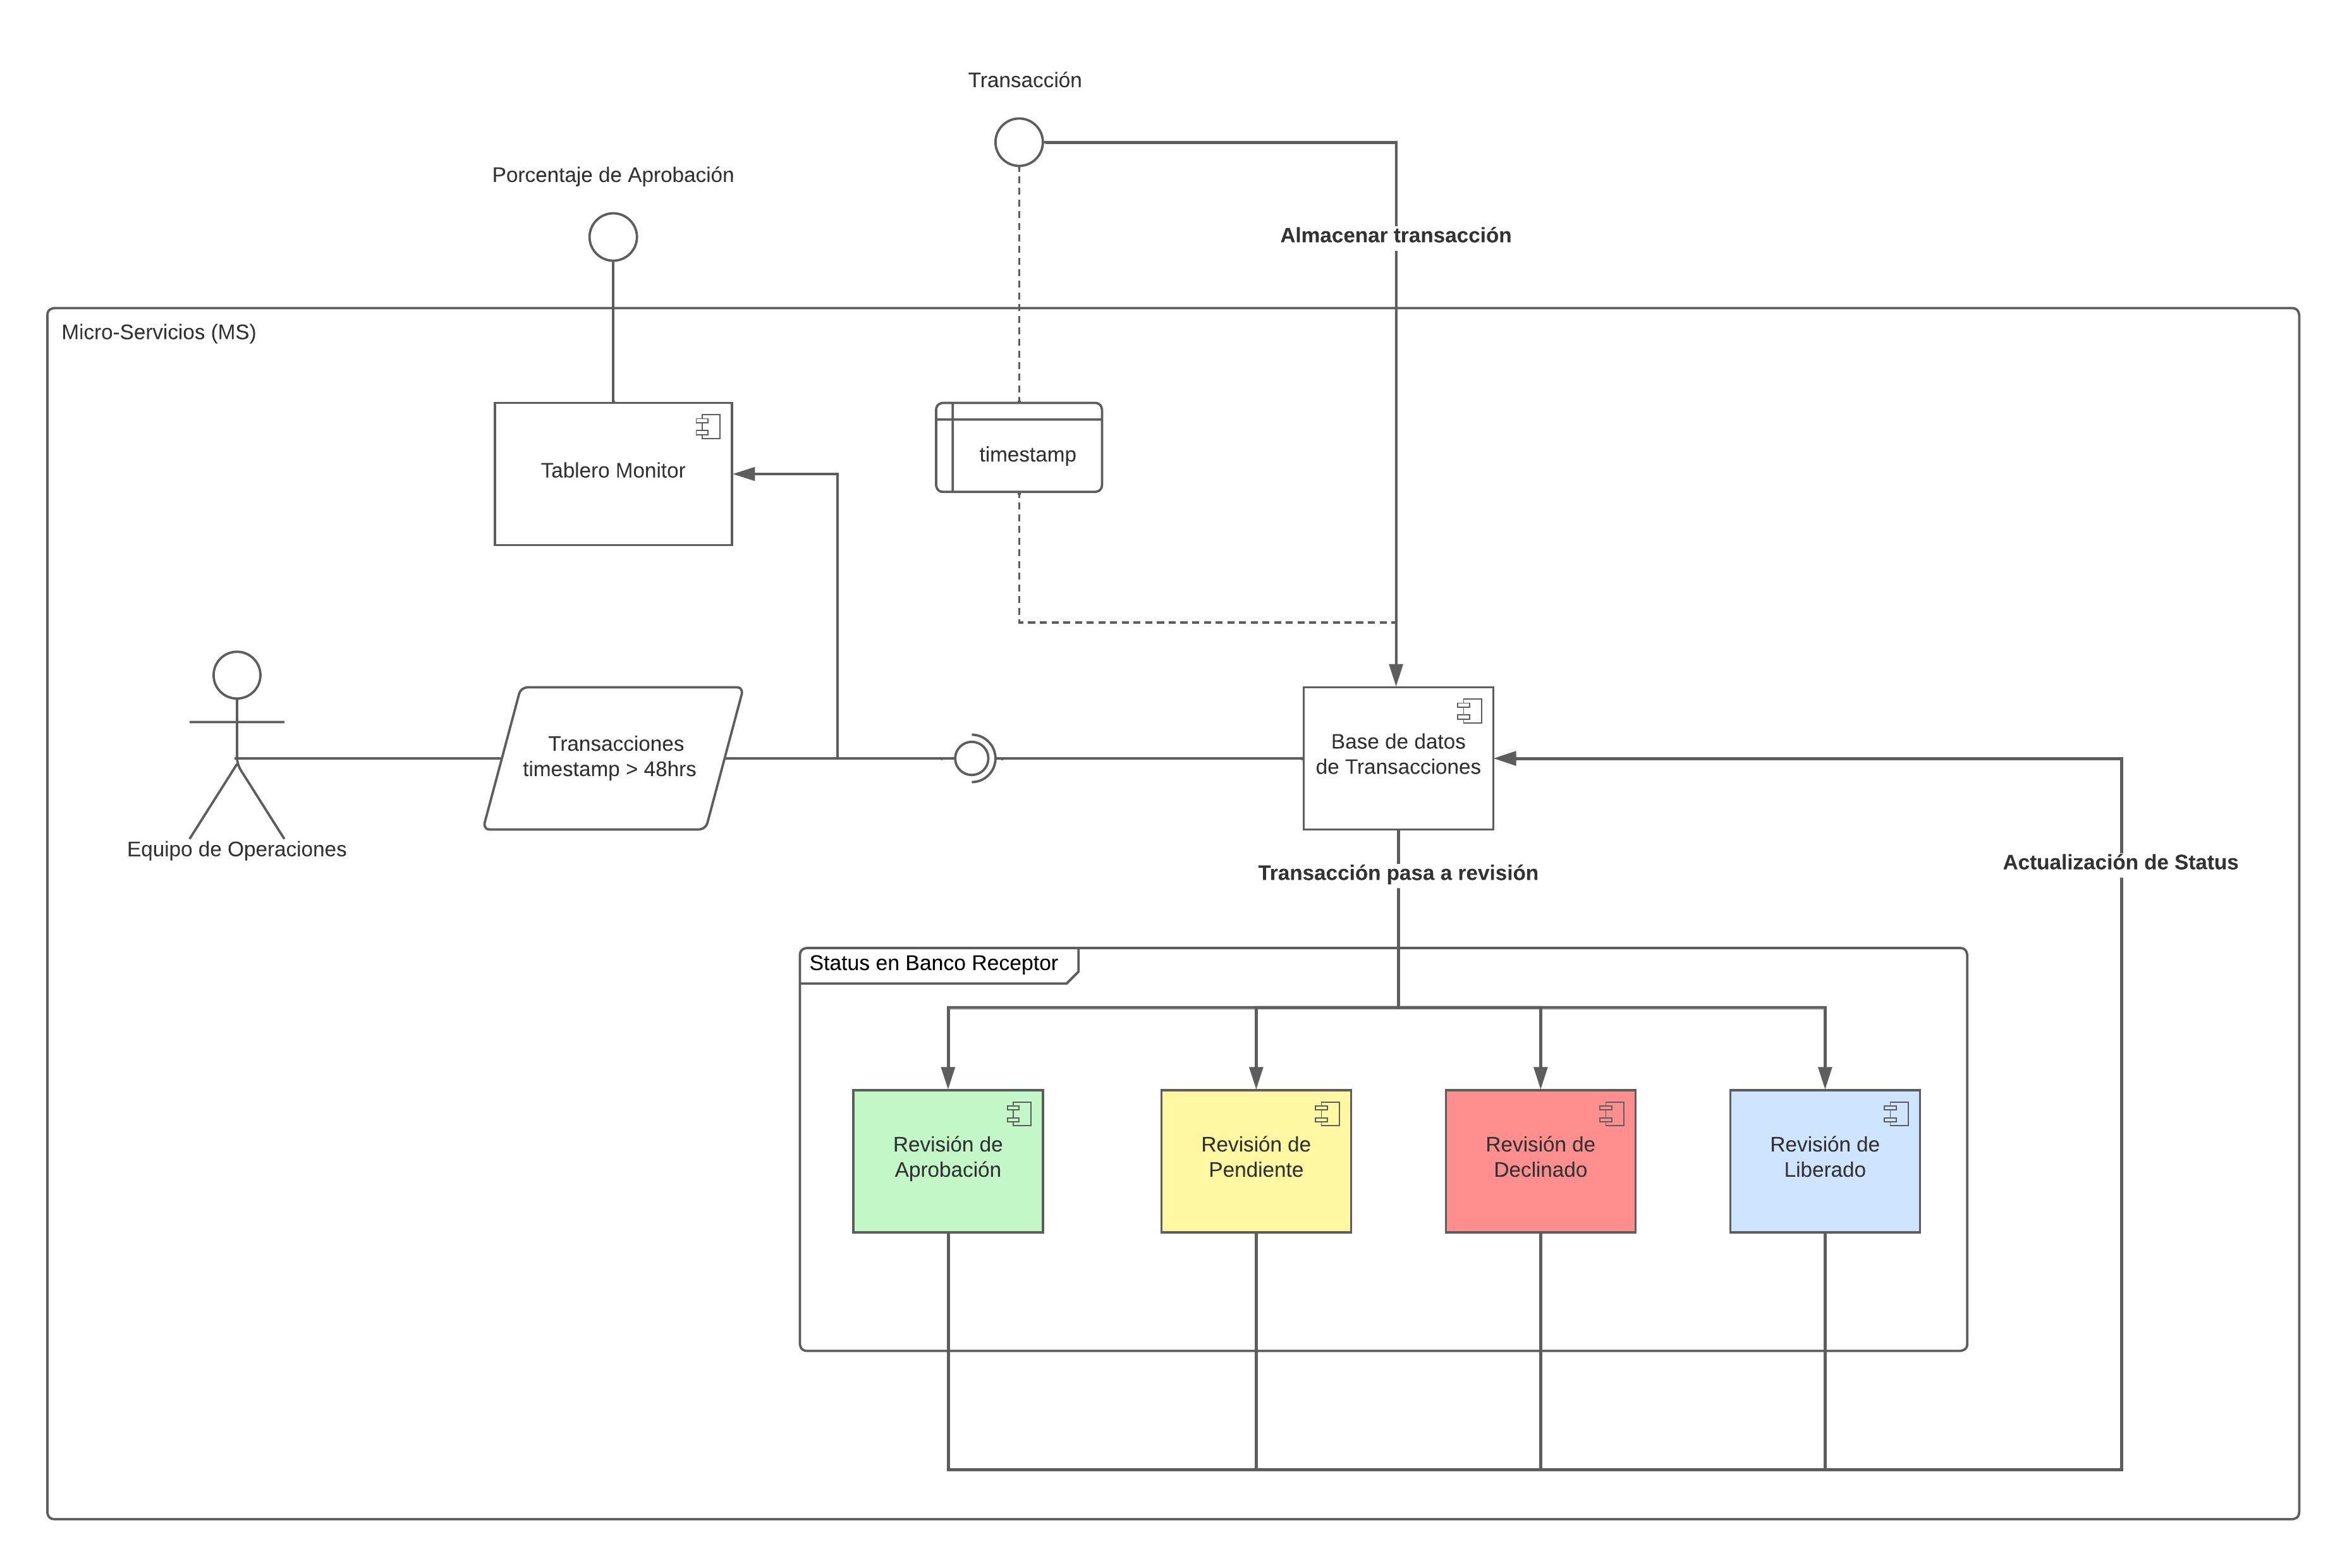 Transacción
Porcentaje de Aprobación
Almacenar transacción
Micro-Servicios (MS)
Tablero Monitor
timestamp
Transacciones
timestamp > 48hrs
Base de datos
de Transacciones
Equipo de Operaciones
Transacción pasa a revisión
Actualización de Status
Status en Banco Receptor
Revisión de
Aprobación
Revisión de
Pendiente
Revisión de
Declinado
Revisión de
Liberado